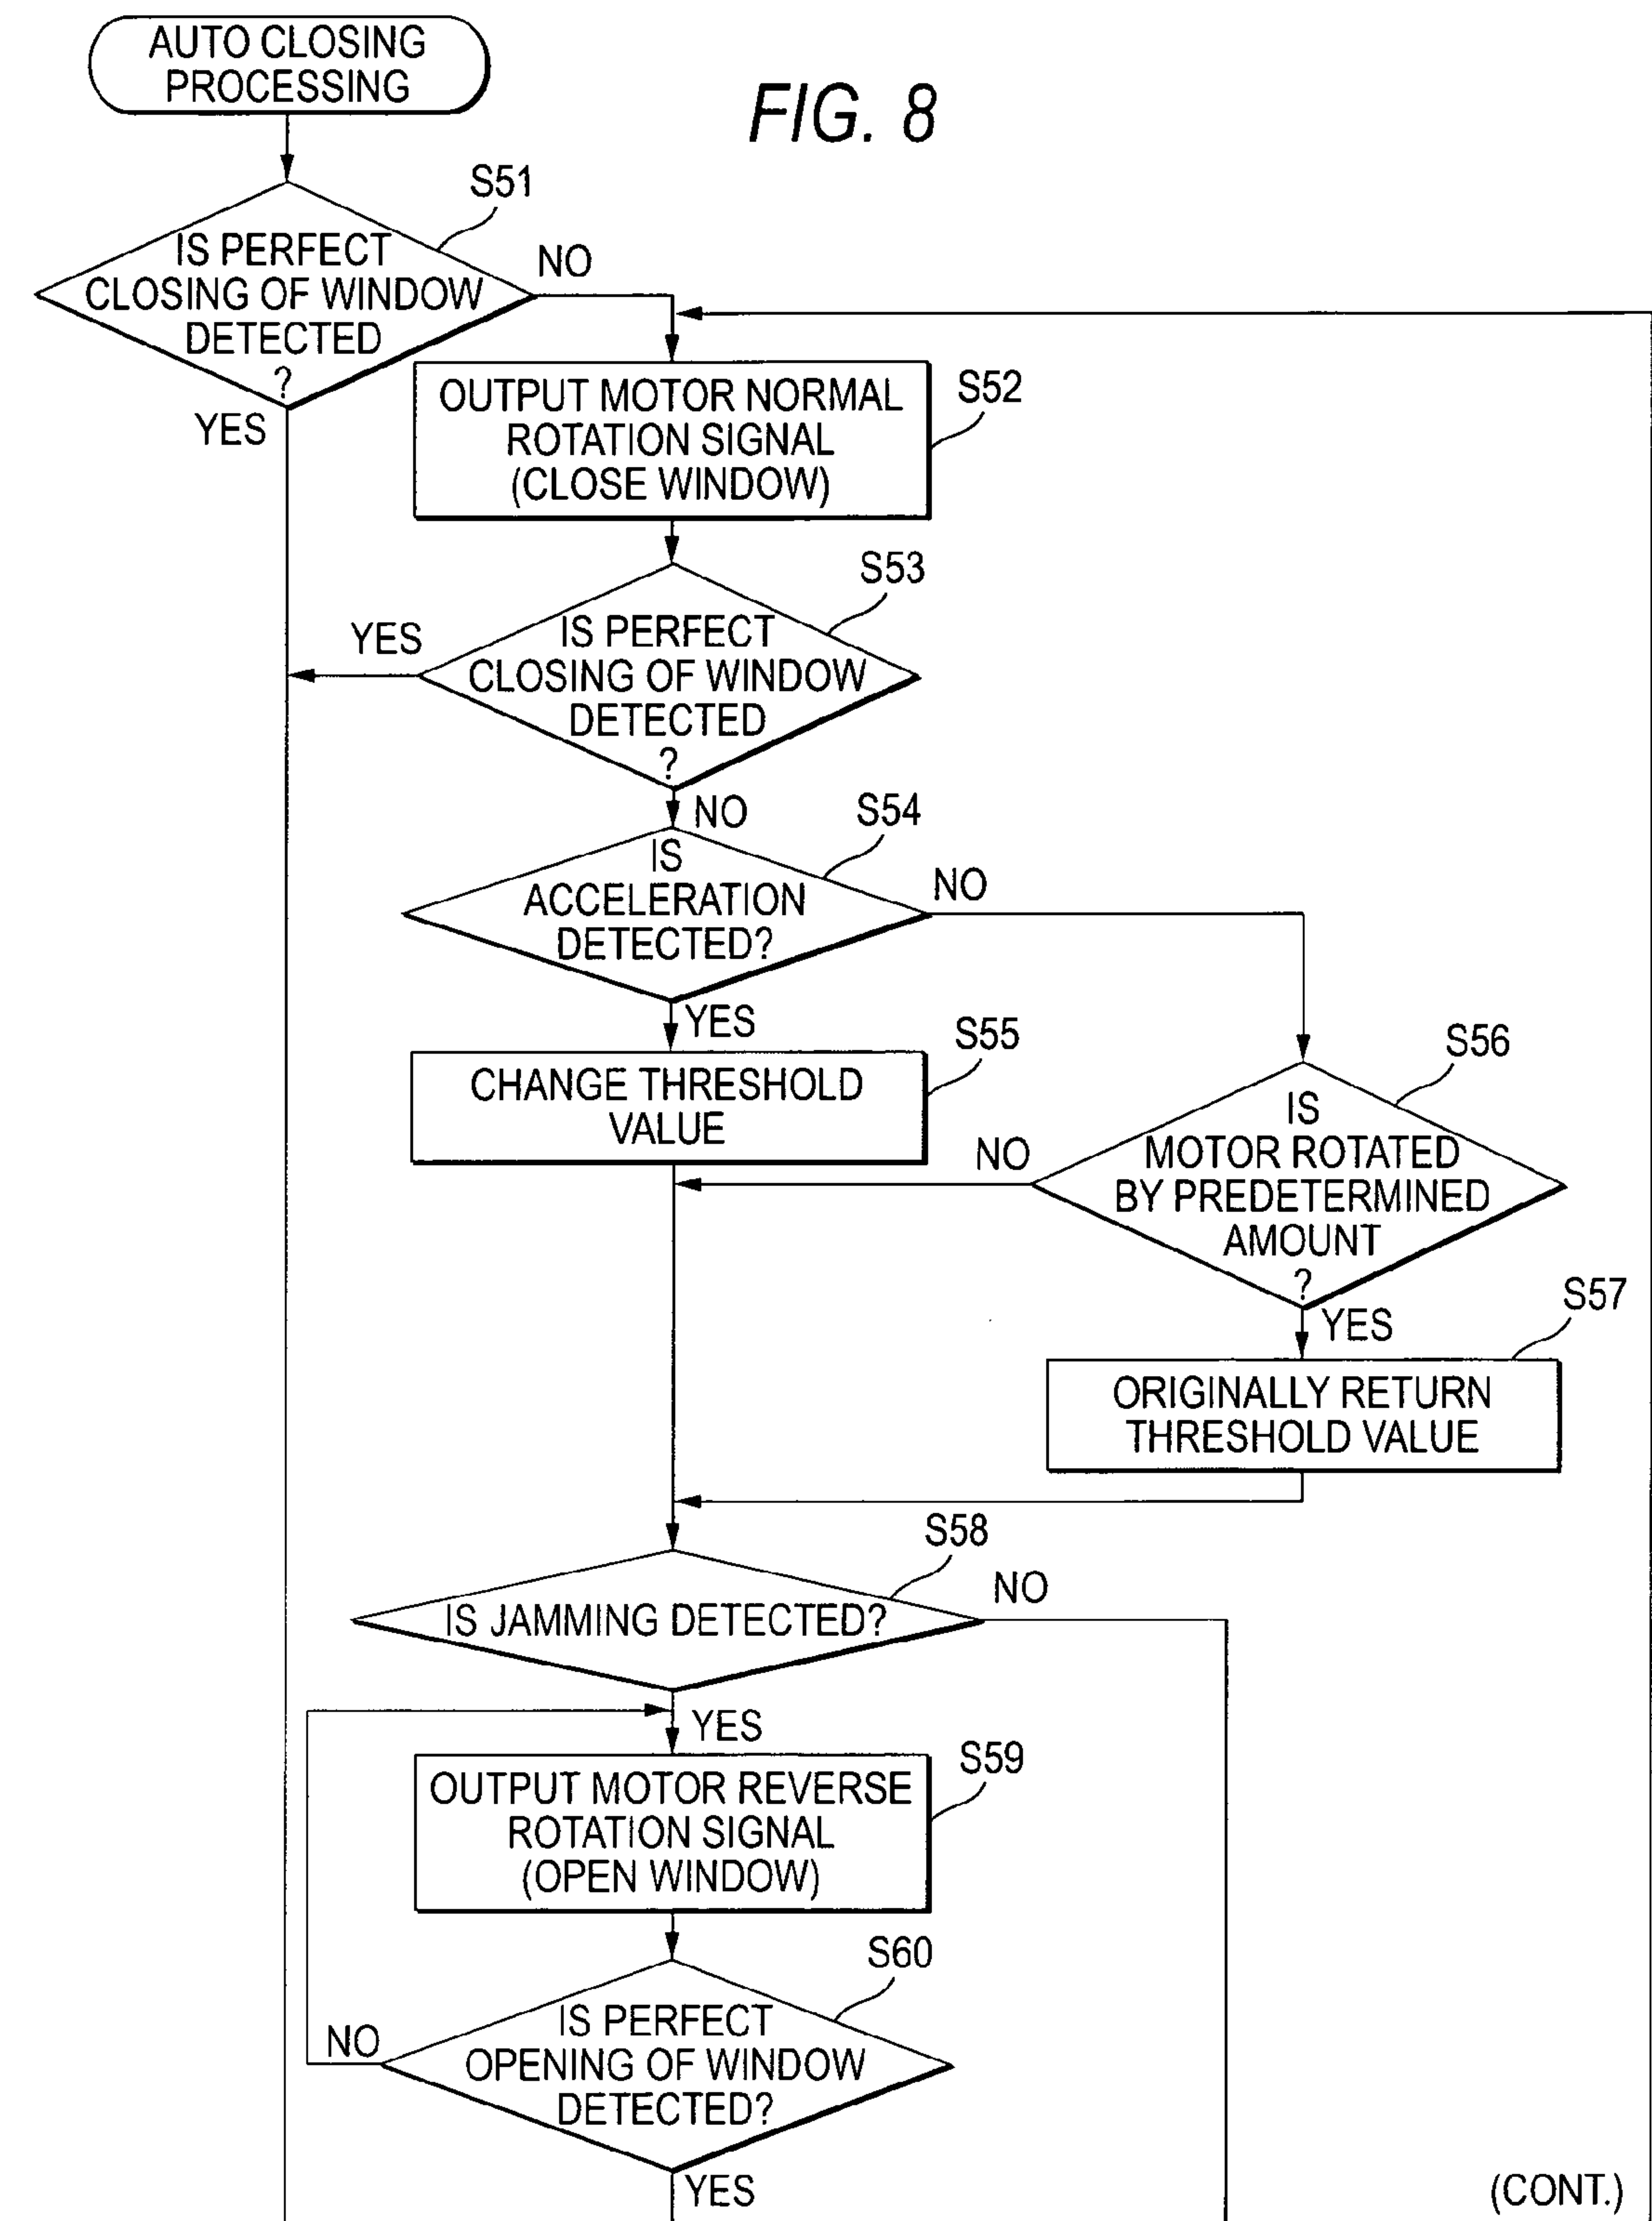 AUTO CLOSING
PROCESSING
FIG. 8
S51
IS PERFECT
CLOSING OF WINDOW
DETECTED
?
NO
YES
OUTPUT MOTOR NORMAL
ROTATION SIGNAL
(CLOSE WINDOW)
S52
S53
IS PERFECT
CLOSING OF WINDOW
DETECTED
?
YES
NO
S54
IS
ACCELERATION
DETECTED?
NO
YES
S55
CHANGE THRESHOLD
VALUE
S56
IS
MOTOR ROTATED
BY PREDETERMINED
AMOUNT
?
NO
YES
S57
ORIGINALLY RETURN
THRESHOLD VALUE
S58
IS JAMMING DETECTED?
NO
YES
S59
OUTPUT MOTOR REVERSE
ROTATION SIGNAL
(OPEN WINDOW)
S60
IS PERFECT
OPENING OF WINDOW
DETECTED?
NO
YES
(CONT.)